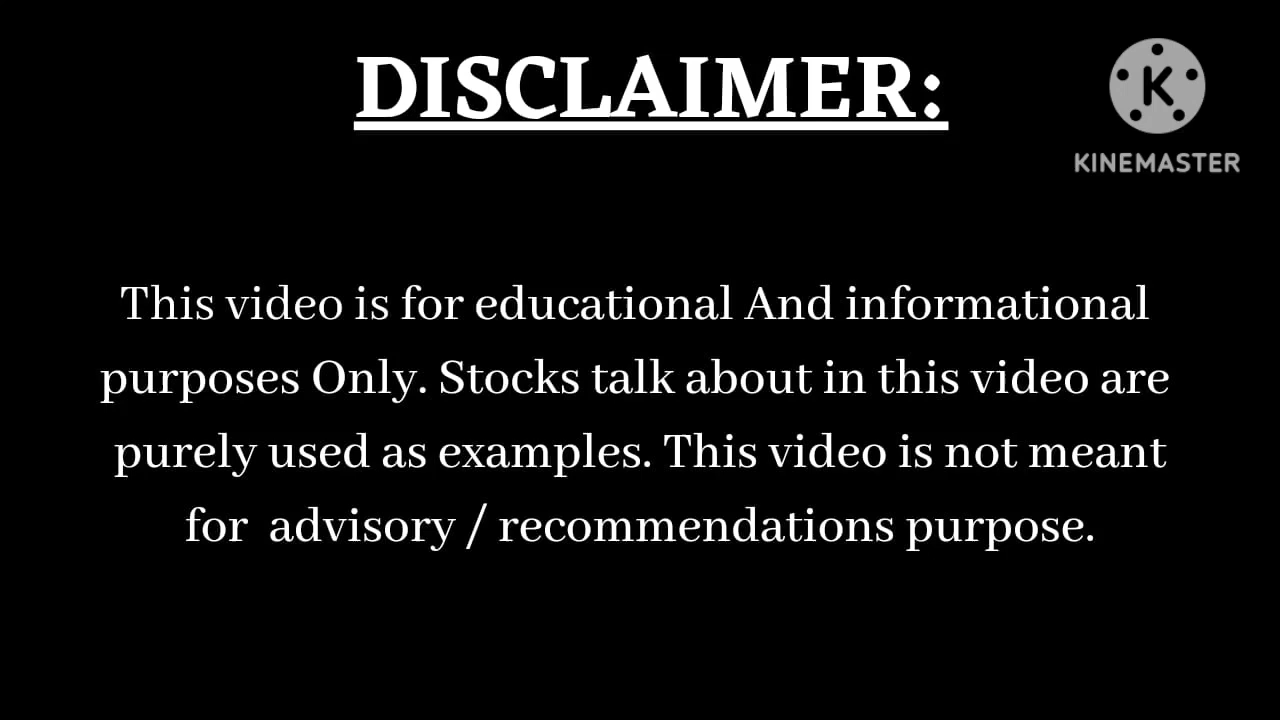 DISCLAIMER:
K
KINEMASTER
This video is for educational And informational
purposes Only. Stocks talk about in this video are
purely used as examples. This video is not meant
for  advisory / recommendations purpose.